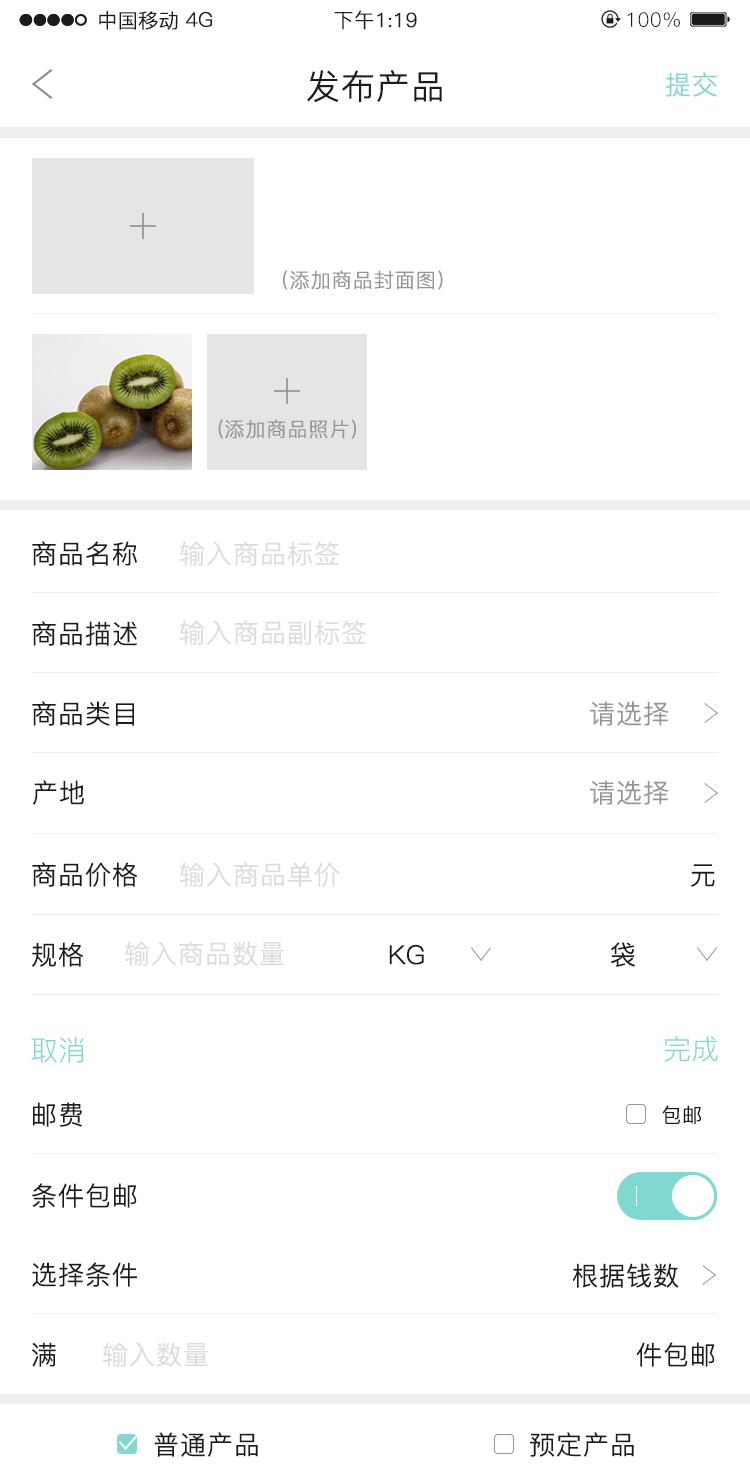 中国移动 4G 下午1:19 100%
发布产品 提交
(添加商品封面图)
(添加商品照片)
商品名称 输入商品标签
商品描述 输入商品副标签
商品类目 请选择
产地 请选择
商品价格 输入商品单价 元
规格 输入商品数量 KG 袋
取消 完成
邮费 包邮
条件包邮
选择条件 根据钱数
满 输入数量 件包邮
普通产品 预定产品